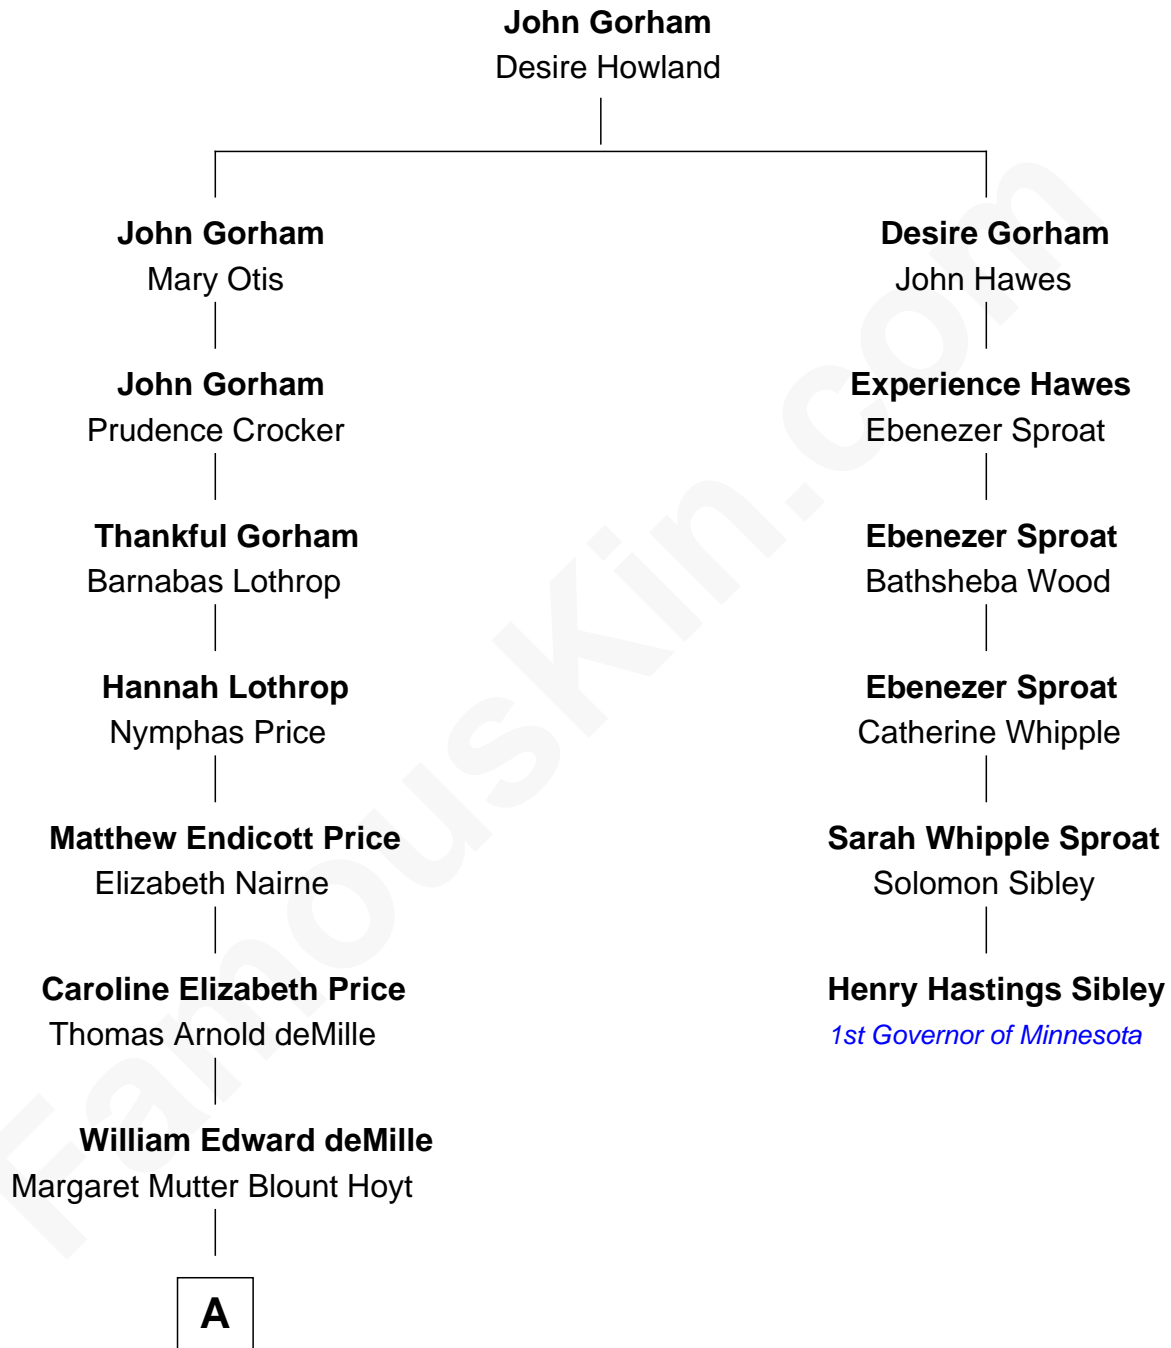 John Gorham
Desire Howland
John Gorham
Mary Otis
Desire Gorham
John Hawes
John Gorham
Prudence Crocker
Experience Hawes
Ebenezer Sproat
Thankful Gorham
Barnabas Lothrop
Ebenezer Sproat
Bathsheba Wood
Hannah Lothrop
Nymphas Price
Ebenezer Sproat
Catherine Whipple
Matthew Endicott Price
Elizabeth Nairne
Sarah Whipple Sproat
Solomon Sibley
Caroline Elizabeth Price
Thomas Arnold deMille
Henry Hastings Sibley
1st Governor of Minnesota
William Edward deMille
Margaret Mutter Blount Hoyt
A
FamousKin.com